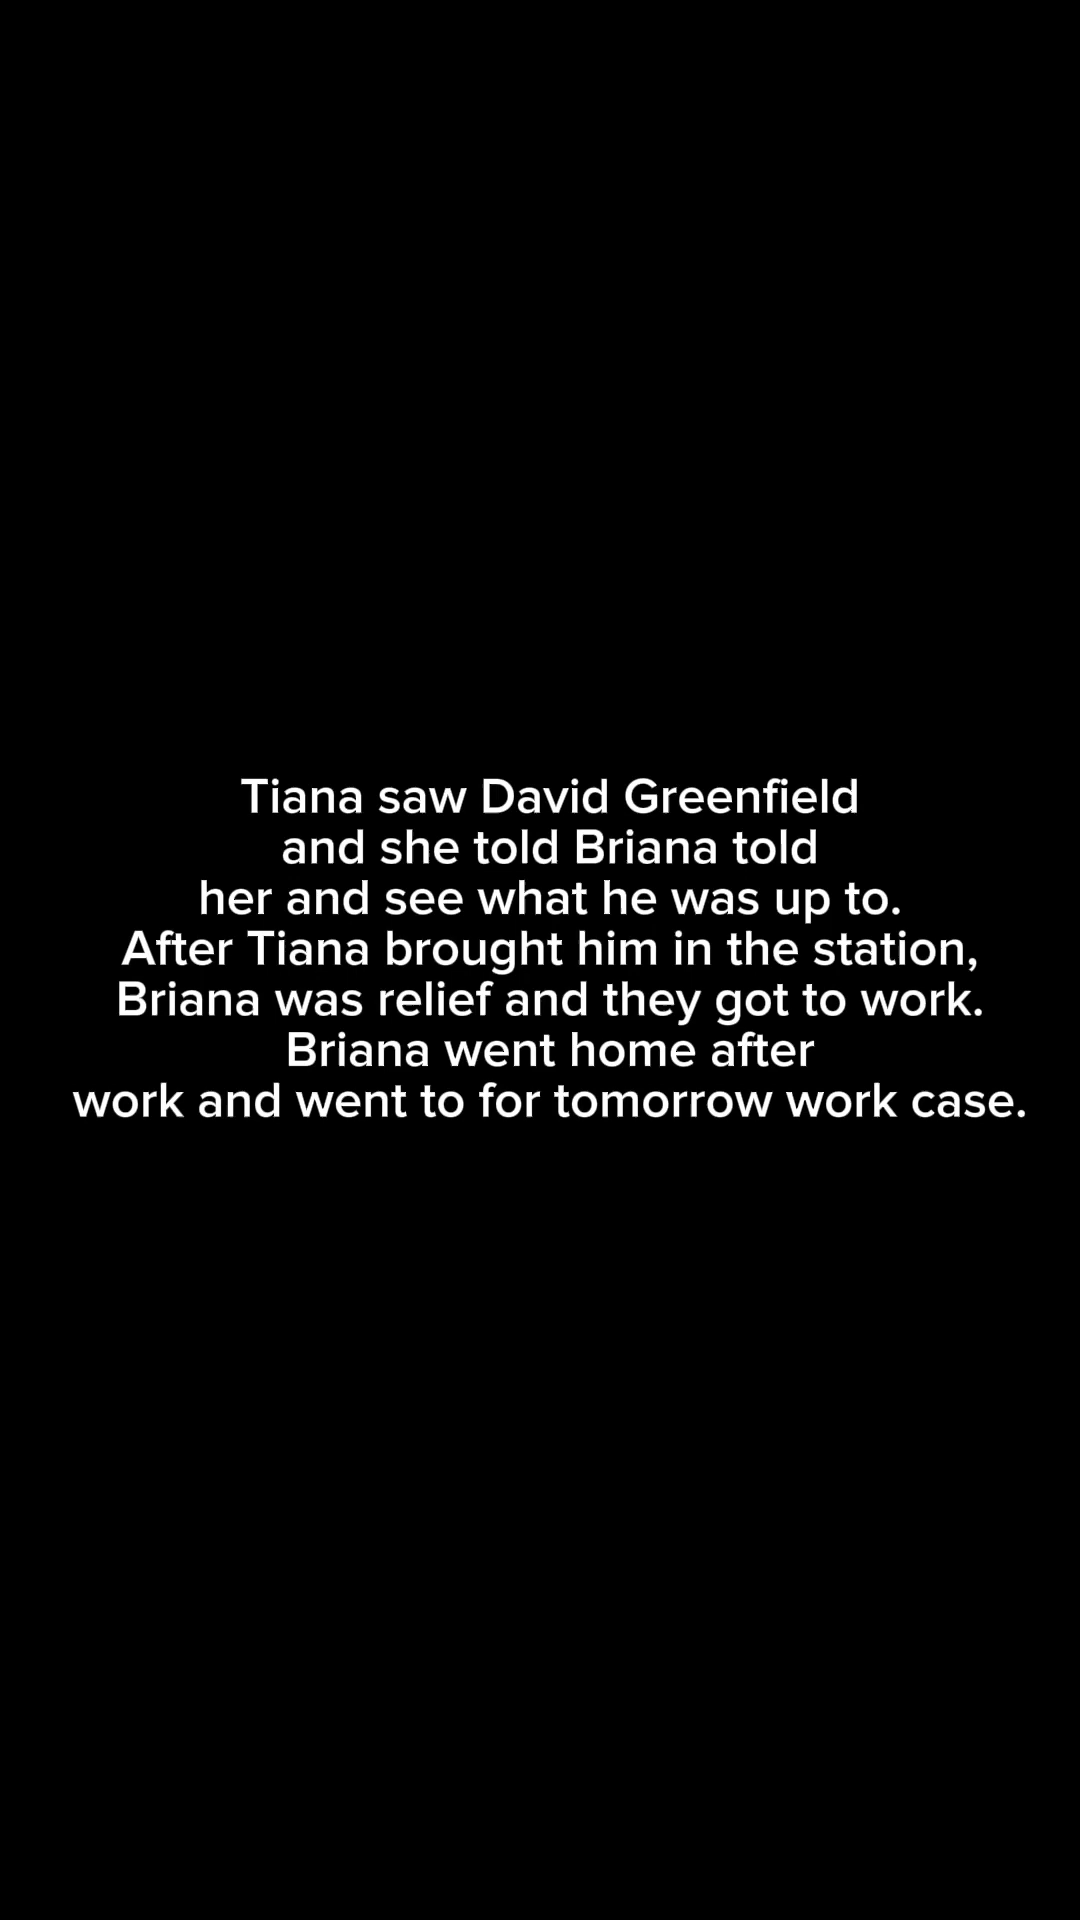 Tiana saw David Greenfield
and she told Briana told
her and see what he was up to.
After Tiana brought him in the station,
Briana was relief and they got to work.
Briana went home after
work and went to for tomorrow work case.